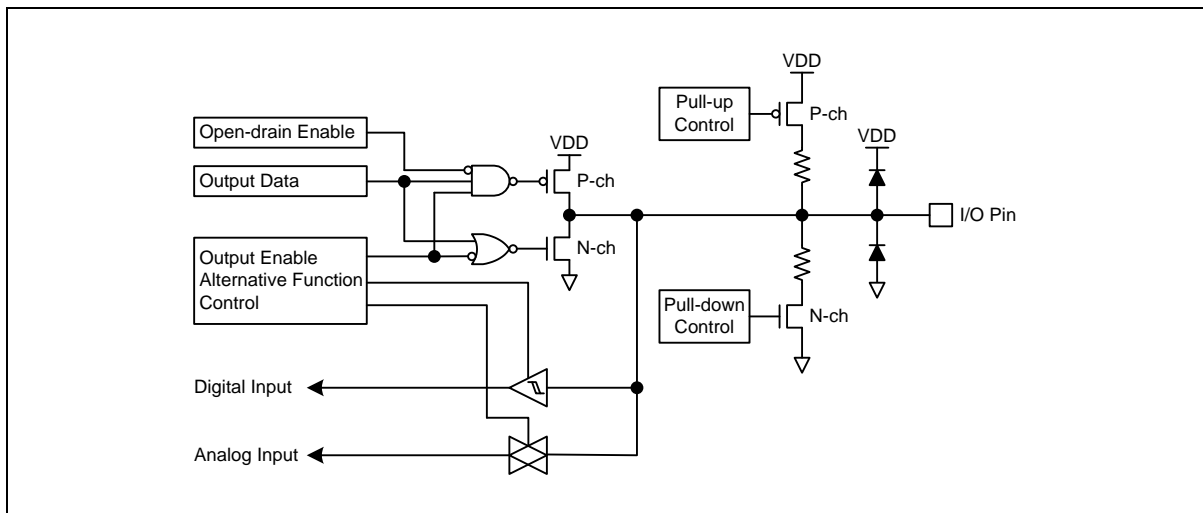 Open-drain Enable
Output Data
Output Enable
Alternative Function
Control
VDD
P-ch
N-ch
Pull-up
Control
VDD
P-ch
VDD
I/O Pin
Pull-down
Control
N-ch
Digital Input
Analog Input